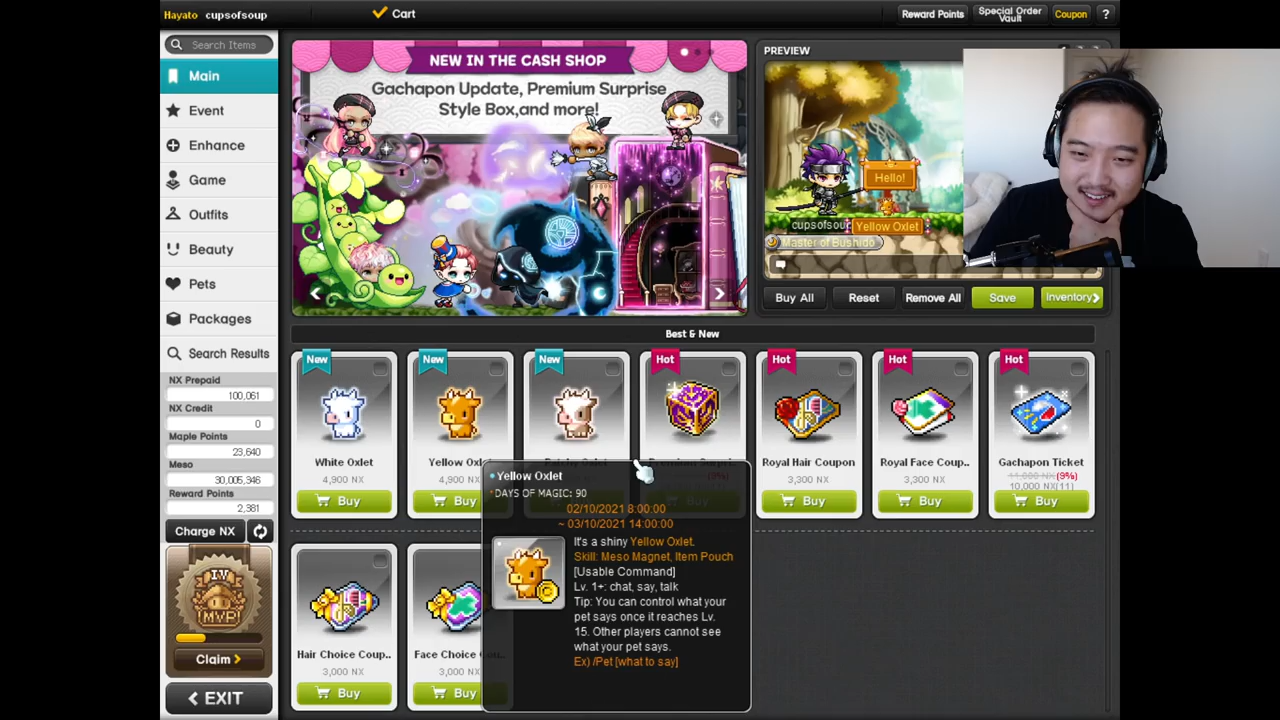 Hayato cupsofsoup
Cart
Reward Points
Special Order
Vault
Coupon
?
Search Items
Main
Event
Enhance
Game
Outfits
Beauty
Pets
Packages
Search Results
NX Prepaid
100,061
NX Credit
0
Maple Points
23,640
Meso
30,005,346
Reward Points
2,381
Charge NX
IV
MVP
Claim >
< EXIT
NEW IN THE CASH SHOP
Gachapon Update, Premium Surprise
Style Box,and more!
PREVIEW
Hello!
cupsofsoup
Yellow Oxlet
Master of Bushido
Buy All
Reset
Remove All
Save
Inventory>
Best & New
New
New
New
Hot
Hot
Hot
Hot
White Oxlet
4,900 NX
Buy
Yellow Oxlet
4,900 NX
Buy
Royal Hair Coupon
3,300 NX
Buy
Royal Face Coup..
3,300 NX
Buy
Gachapon Ticket
11,000 NX(9%)
10,000 NX(11)
Buy
Yellow Oxlet
DAYS OF MAGIC: 90
02/10/2021 8:00:00
~ 03/10/2021 14:00:00
It's a shiny Yellow Oxlet.
Skill: Meso Magnet, Item Pouch
[Usable Command]
Lv. 1+: chat, say, talk
Tip: You can control what your
pet says once it reaches Lv.
15. Other players cannot see
what your pet says.
Ex) /Pet [what to say]
Hair Choice Coup..
3,000 NX
Buy
Face Choice Cou..
3,000 NX
Buy